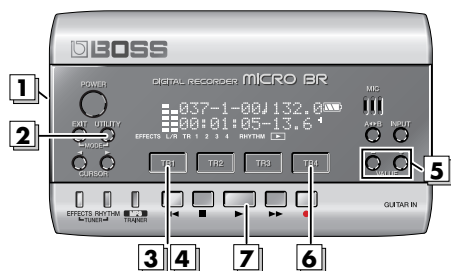 BOSS
1
POWER
DIGITAL RECORDER MICRO BR
MIC
037-1-00♩132.0
2
EXIT UTILITY
00:01:05-13.6
A↔B INPUT
MODE
EFFECTS L/R TR 1 2 3 4 RHYTHM
CURSOR
TR1 TR2 TR3 TR4
VALUE
5
EFFECTS RHYTHM MP3
TUNER TRAINER
GUITAR IN
3 4 7 6